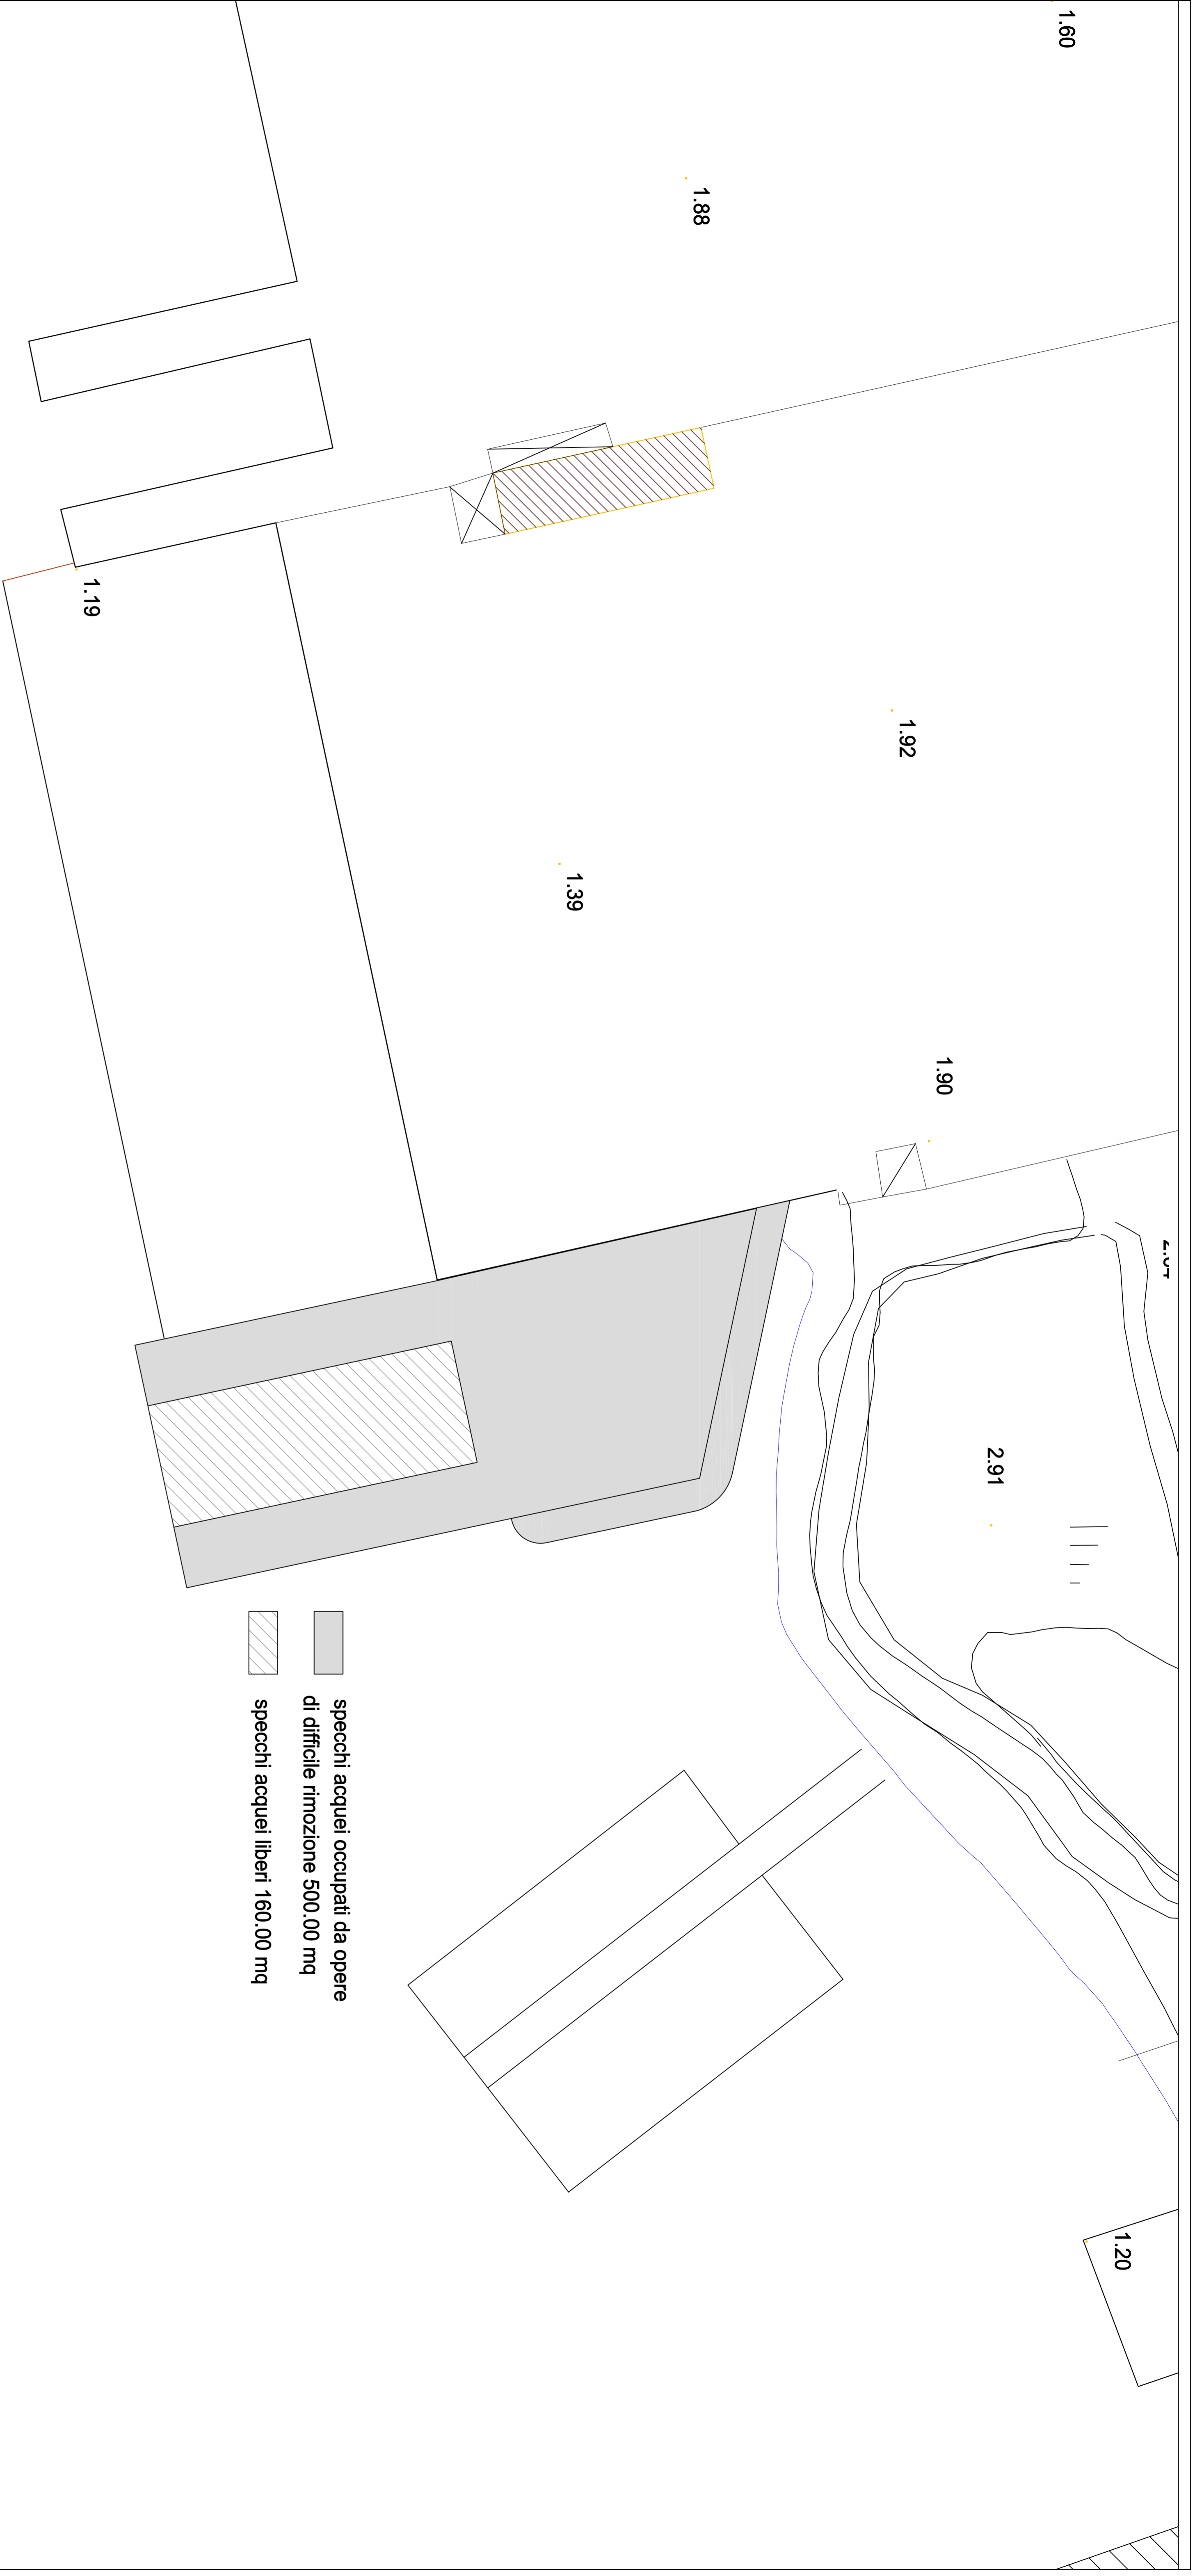 1.60
1.88
1.19
1.92
1.39
1.90
2.91
specchi acquei occupati da opere
di difficile rimozione 500.00 mq
specchi acquei liberi 160.00 mq
1.20